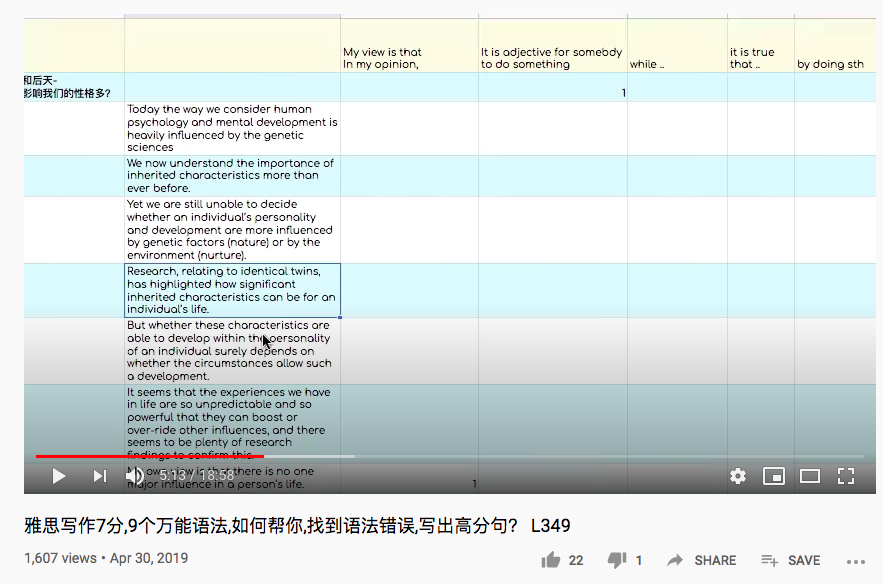 My view is that
In my opinion,
It is adjective for somebdy
to do something
while ..
it is true
that ..
by doing sth
和后天-
影响我们的性格多?
1
Today the way we consider human
psychology and mental development is
heavily influenced by the genetic
sciences
We now understand the importance of
inherited characteristics more than
ever before.
Yet we are still unable to decide
whether an individual's personality
and development are more influenced
by genetic factors (nature) or by the
environment (nurture).
Research, relating to identical twins,
has highlighted how significant
inherited characteristics can be for an
individual's life.
But whether these characteristics are
able to develop within the personality
of an individual surely depends on
whether the circumstances allow such
a development.
It seems that the experiences we have
in life are so unpredictable and so
powerful that they can boost or
over-ride other influences, and there
seems to be plenty of research
findings to confirm this.
My own view is that there is no one
major influence in a person's life.
1
5:13 / 18:58
雅思写作7分,9个万能语法,如何帮你,找到语法错误,写出高分句? L349
1,607 views • Apr 30, 2019
22
1
SHARE
SAVE